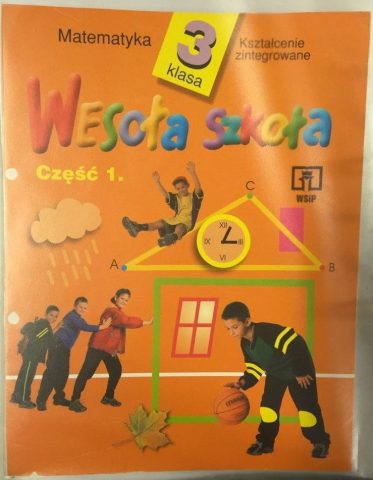 Matematyka
3
klasa
Kształcenie
zintegrowane
WESOŁA SZKOŁA
Część 1.
WSiP
C
XII
IX III
VI
A
B